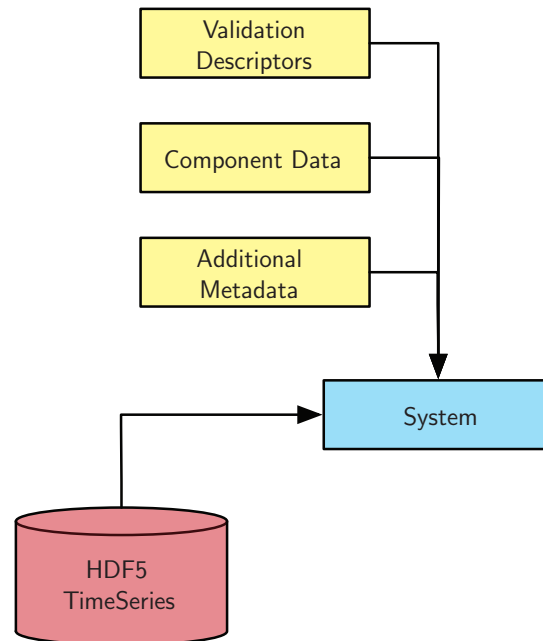 Validation
Descriptors
Component Data
Additional
Metadata
System
HDF5
TimeSeries